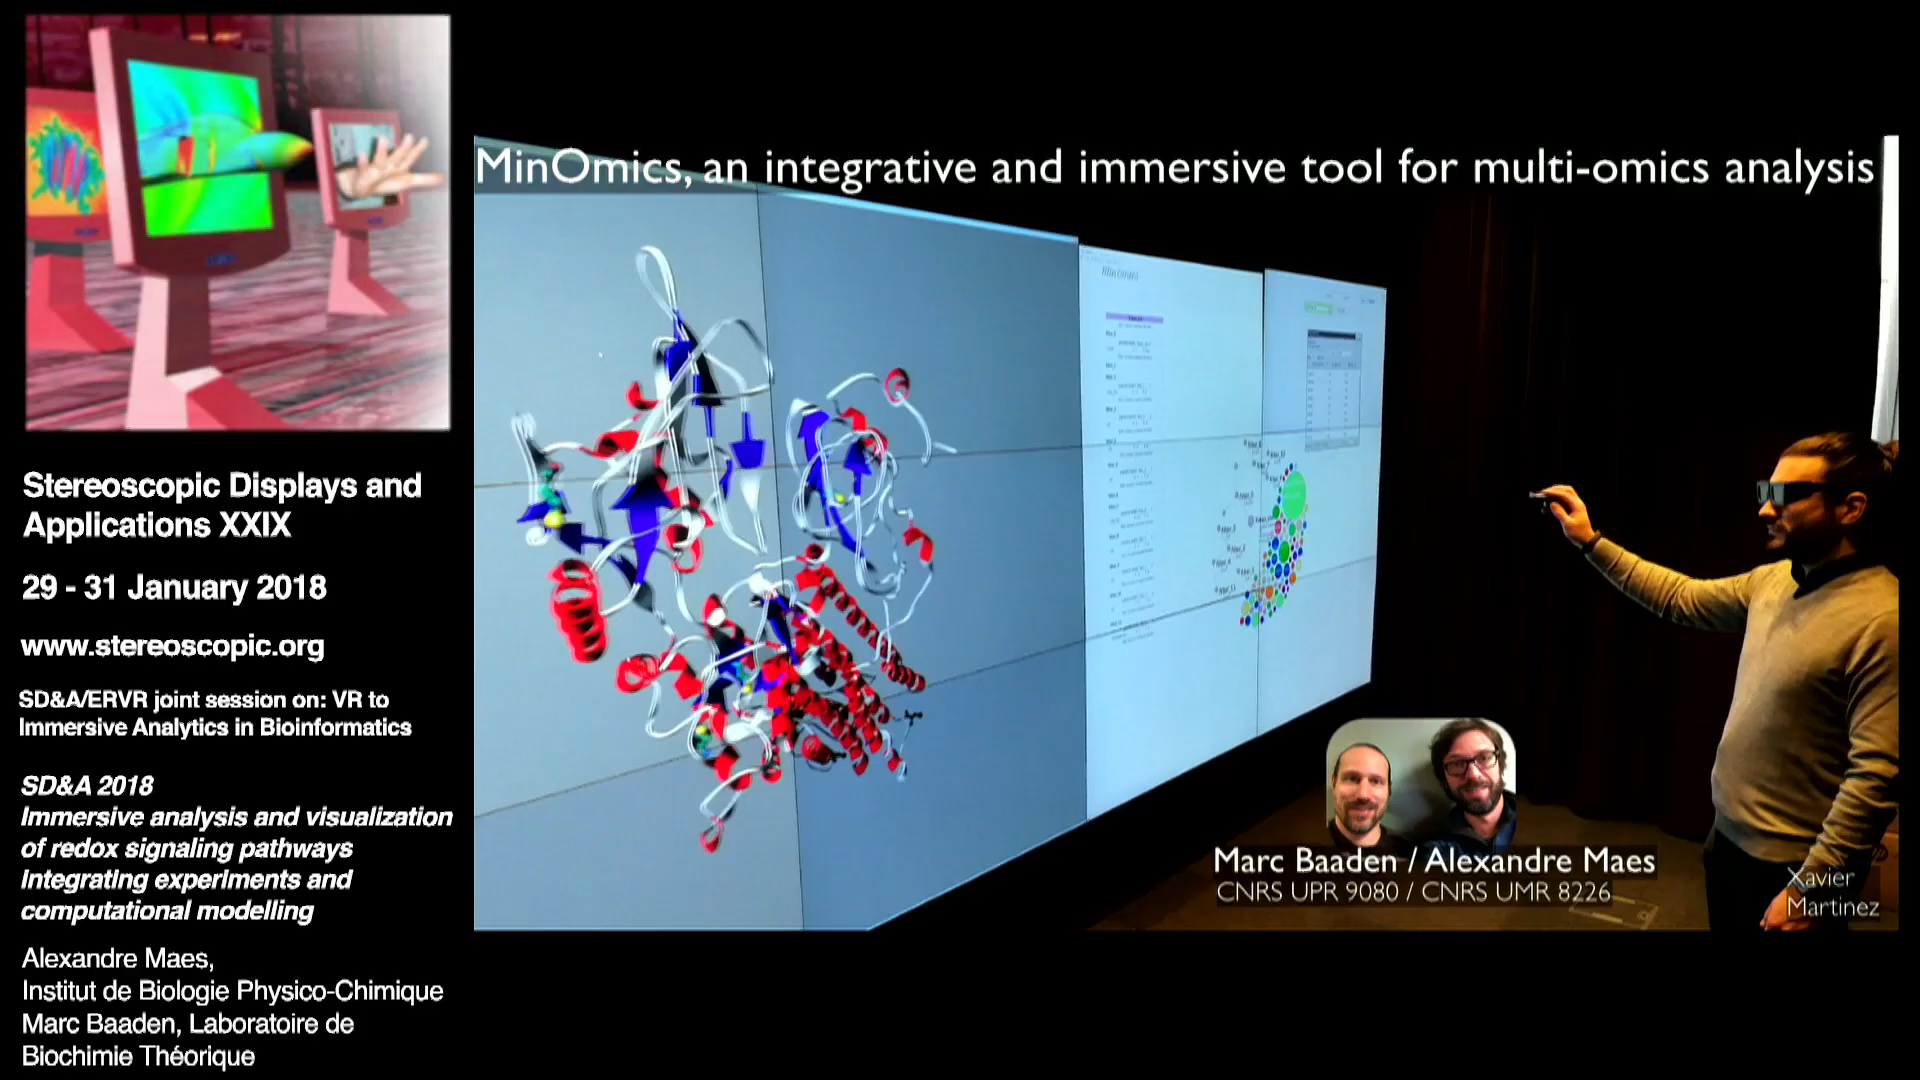 Stereoscopic Displays and
Applications XXIX
29 - 31 January 2018
www.stereoscopic.org
SD&A/ERVR joint session on: VR to
Immersive Analytics in Bioinformatics
SD&A 2018
Immersive analysis and visualization
of redox signaling pathways
integrating experiments and
computational modelling
Alexandre Maes,
Institut de Biologie Physico-Chimique
Marc Baaden, Laboratoire de
Biochimie Théorique
MinOmics, an integrative and immersive tool for multi-omics analysis
MinOmics
Marc Baaden / Alexandre Maes
CNRS UPR 9080 / CNRS UMR 8226
Xavier
Martinez